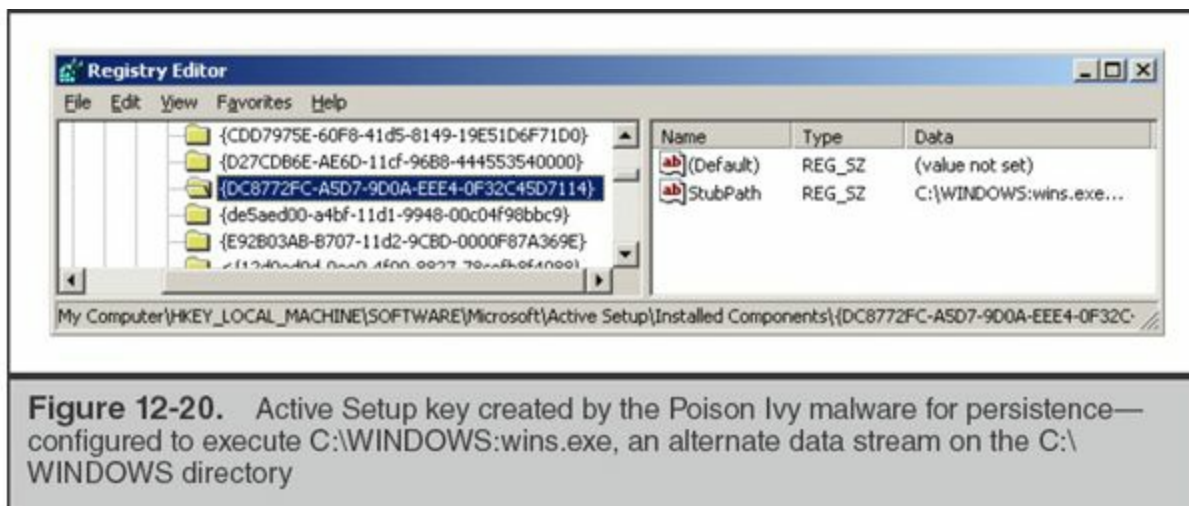 Registry Editor
File Edit View Favorites Help
{CDD7975E-60F8-41d5-8149-19E51D6F71D0}
{D27CDB6E-AE6D-11cf-96B8-444553540000}
{DC8772FC-A5D7-9D0A-EEE4-0F32C45D7114}
{de5aed00-a4bf-11d1-9948-00c04f98bbc9}
{E92B03AB-B707-11d2-9CBD-0000F87A369E}
Name Type Data
ab (Default) REG_SZ (value not set)
ab StubPath REG_SZ C:\WINDOWS:wins.exe...
My Computer\HKEY_LOCAL_MACHINE\SOFTWARE\Microsoft\Active Setup\Installed Components\{DC8772FC-A5D7-9D0A-EEE4-0F32C-
Figure 12-20. Active Setup key created by the Poison Ivy malware for persistence—
configured to execute C:\WINDOWS:wins.exe, an alternate data stream on the C:\
WINDOWS directory